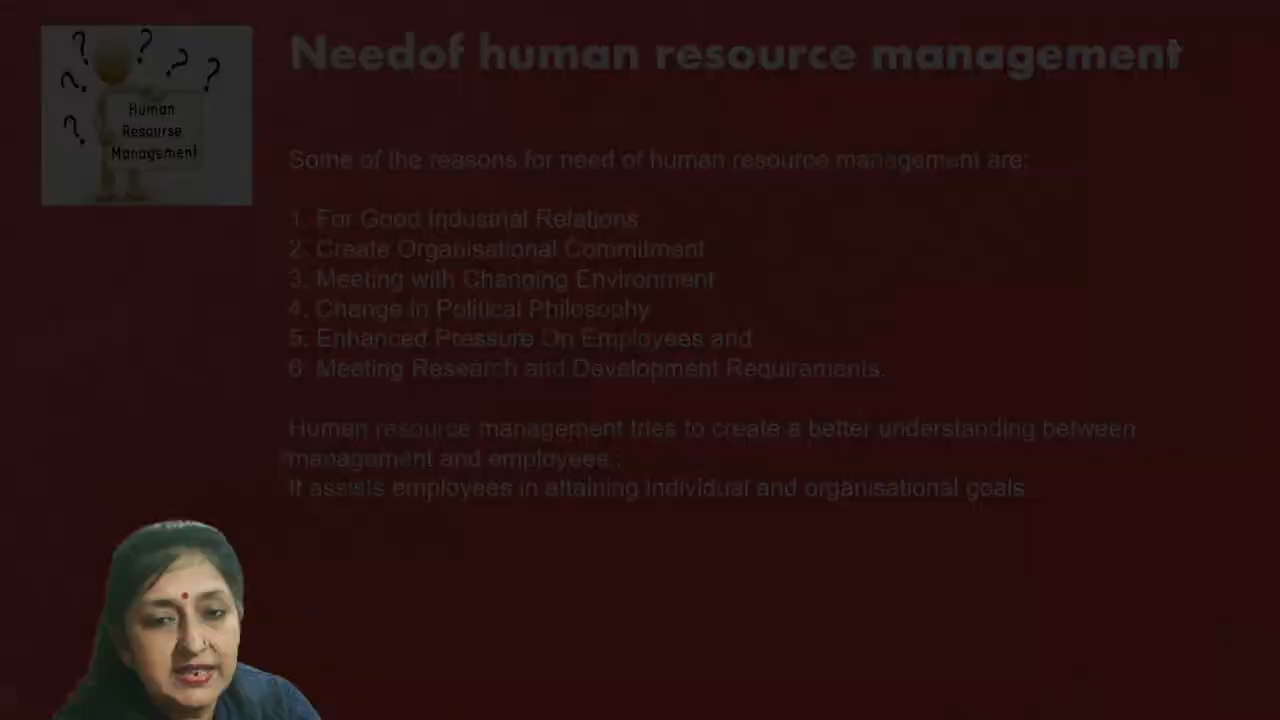 Needof human resource management
Human
Resourse
Management
Some of the reasons for need of human resource management are:
1. For Good Industrial Relations
2. Create Organisational Commitment
3. Meeting with Changing Environment
4. Change in Political Philosophy
5. Enhanced Pressure On Employees and
6. Meeting Research and Development Requirements.
Human resource management tries to create a better understanding between
management and employees.;
It assists employees in attaining individual and organisational goals